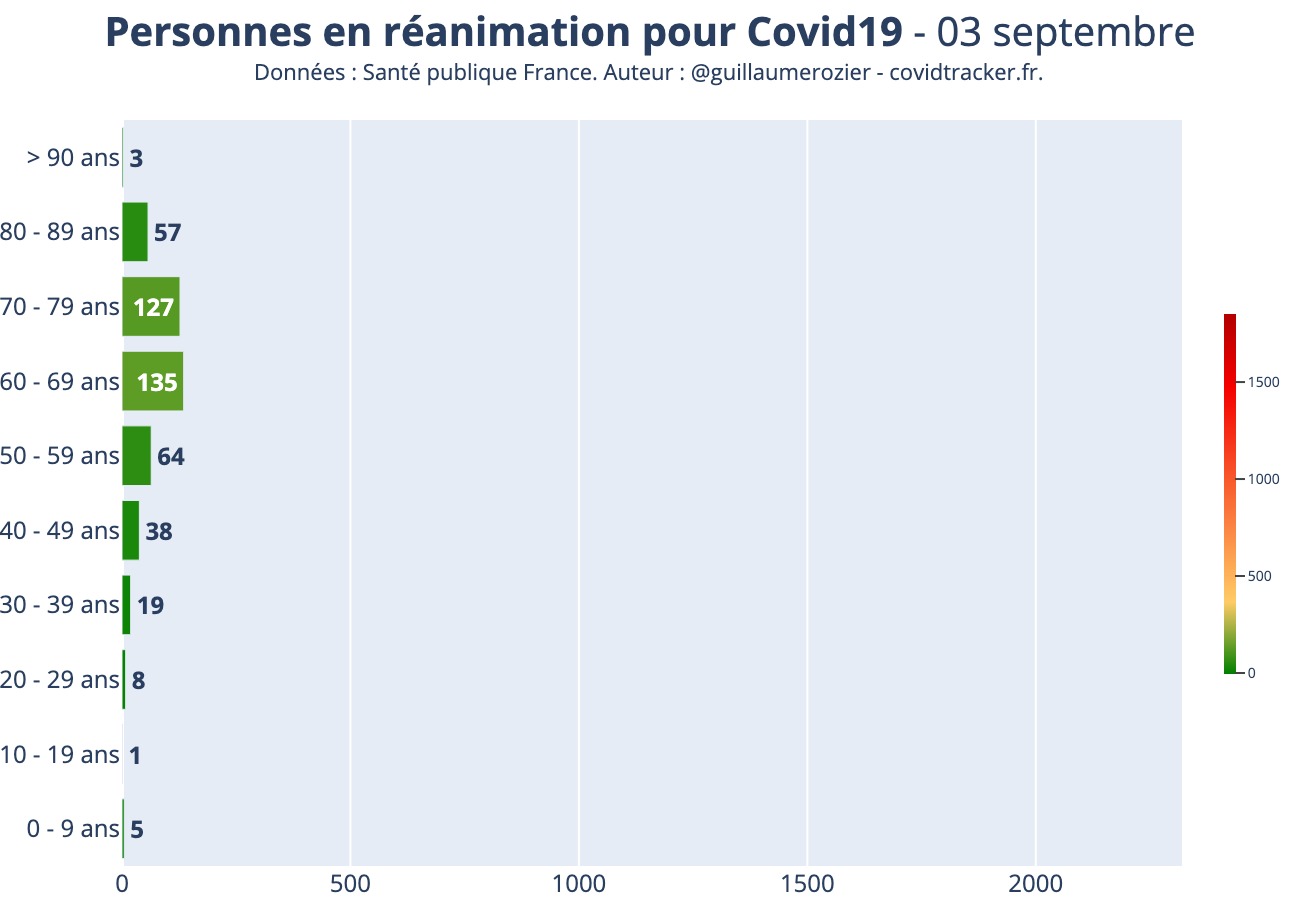 Personnes en réanimation pour Covid19 - 03 septembre
Données : Santé publique France. Auteur : @guillaumerozier - covidtracker.fr.
> 90 ans 3
80 - 89 ans 57
70 - 79 ans 127
60 - 69 ans 135
50 - 59 ans 64
40 - 49 ans 38
30 - 39 ans 19
20 - 29 ans 8
10 - 19 ans 1
0 - 9 ans 5
0 500 1000 1500 2000
1500
1000
500
0